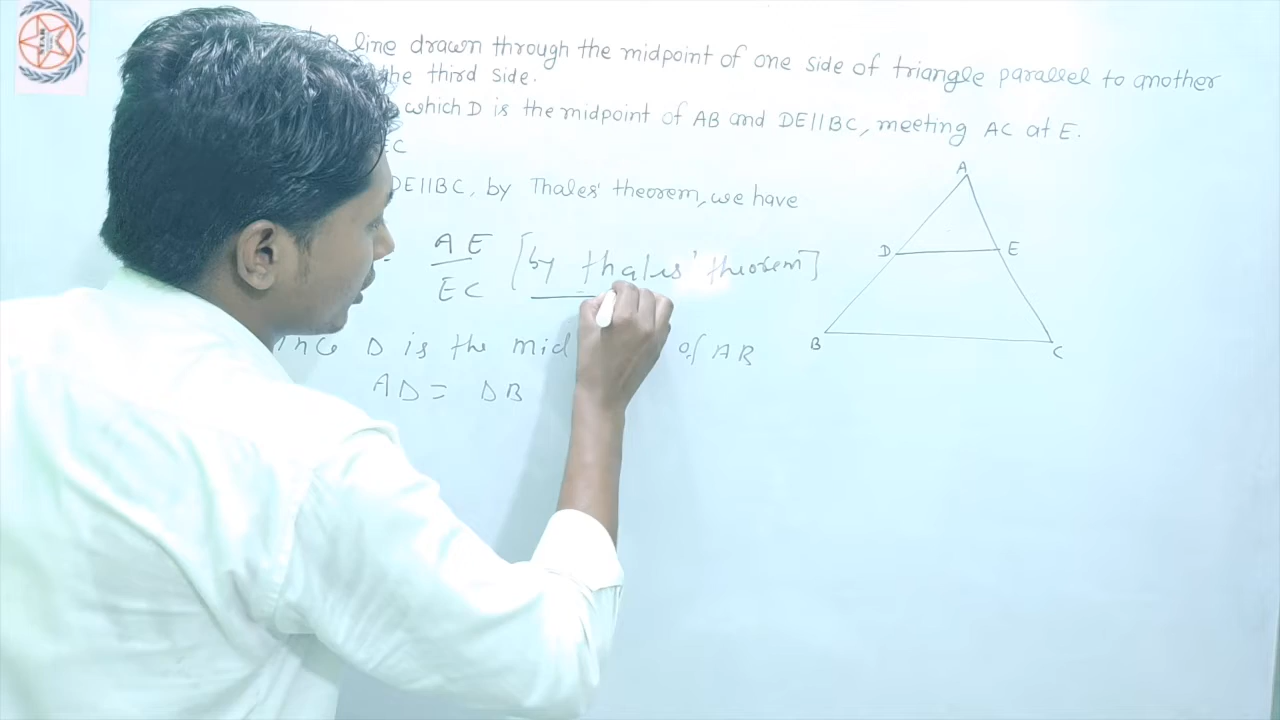 STAR
line drawn through the midpoint of one side of triangle parallel to another
the third side.
which D is the midpoint of AB and DE||BC, meeting AC at E.
EC
DE||BC, by Thales' theorem, we have
AE
EC [by thales' theorem]
D is the mid of AB
AD = DB
A
D E
B C